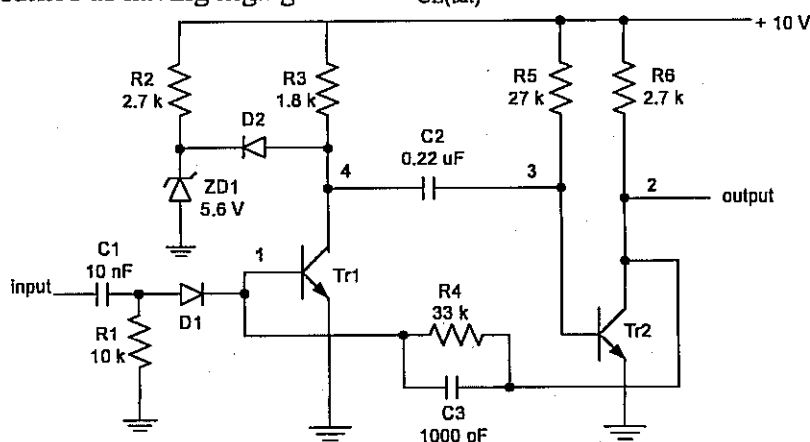 CE(sat)
+ 10 V
R2
2.7 k
R3
1.8 k
R5
27 k
R6
2.7 k
D2
C2
0.22 uF
4
3
2
output
ZD1
5.6 V
C1
10 nF
1
input
Tr1
D1
R1
10 k
R4
33 k
Tr2
C3
1000 pF